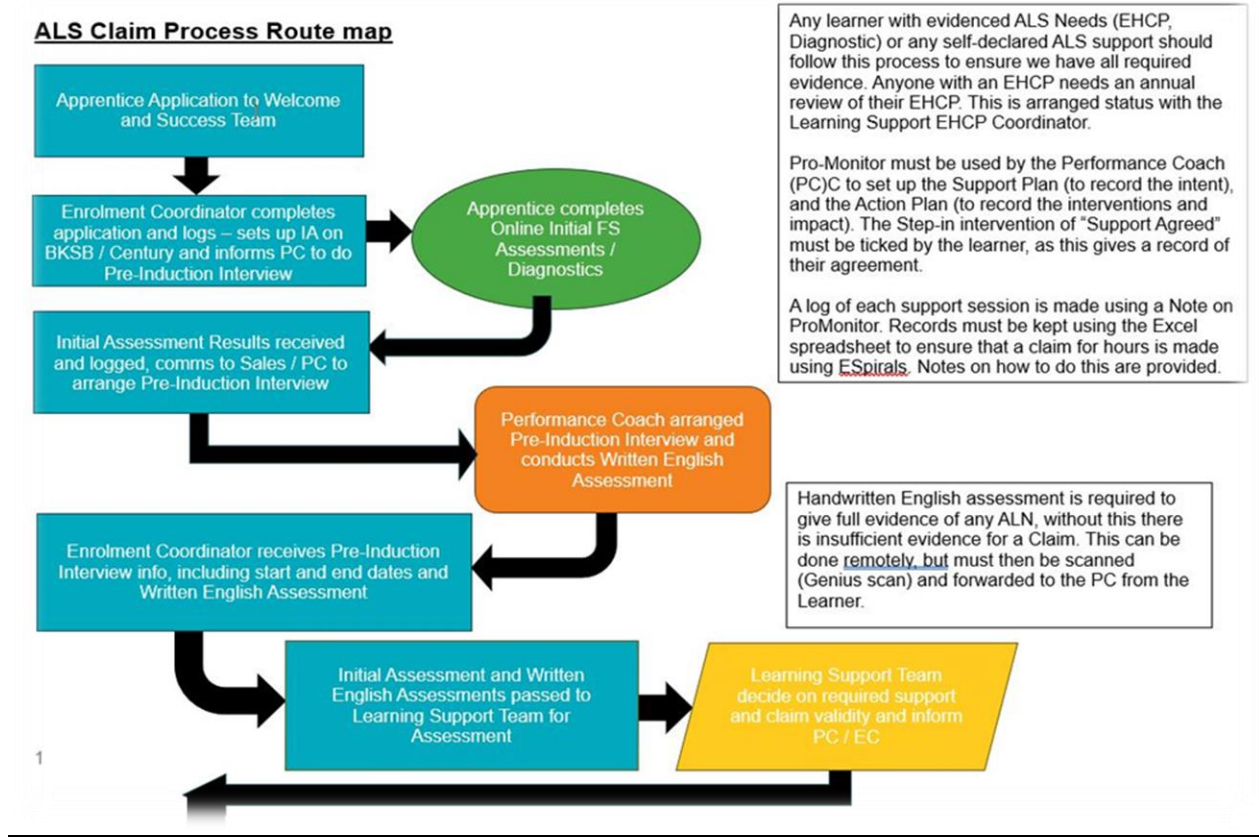 ALS Claim Process Route map
Apprentice Application to Welcome
and Success Team
Enrolment Coordinator completes
application and logs – sets up IA on
BKSB / Century and informs PC to do
Pre-Induction Interview
Apprentice completes
Online Initial FS
Assessments /
Diagnostics
Initial Assessment Results received
and logged, comms to Sales / PC to
arrange Pre-Induction Interview
Performance Coach arranged
Pre-Induction Interview and
conducts Written English
Assessment
Enrolment Coordinator receives Pre-Induction
Interview info, including start and end dates and
Written English Assessment
Initial Assessment and Written
English Assessments passed to
Learning Support Team for
Assessment
Learning Support Team
decide on required support
and claim validity and inform
PC / EC
1
Any learner with evidenced ALS Needs (EHCP,
Diagnostic) or any self-declared ALS support should
follow this process to ensure we have all required
evidence. Anyone with an EHCP needs an annual
review of their EHCP. This is arranged status with the
Learning Support EHCP Coordinator.
Pro-Monitor must be used by the Performance Coach
(PC)C to set up the Support Plan (to record the intent),
and the Action Plan (to record the interventions and
impact). The Step-in intervention of “Support Agreed”
must be ticked by the learner, as this gives a record of
their agreement.
A log of each support session is made using a Note on
ProMonitor. Records must be kept using the Excel
spreadsheet to ensure that a claim for hours is made
using ESpirals. Notes on how to do this are provided.
Handwritten English assessment is required to
give full evidence of any ALN, without this there
is insufficient evidence for a Claim. This can be
done remotely, but must then be scanned
(Genius scan) and forwarded to the PC from the
Learner.